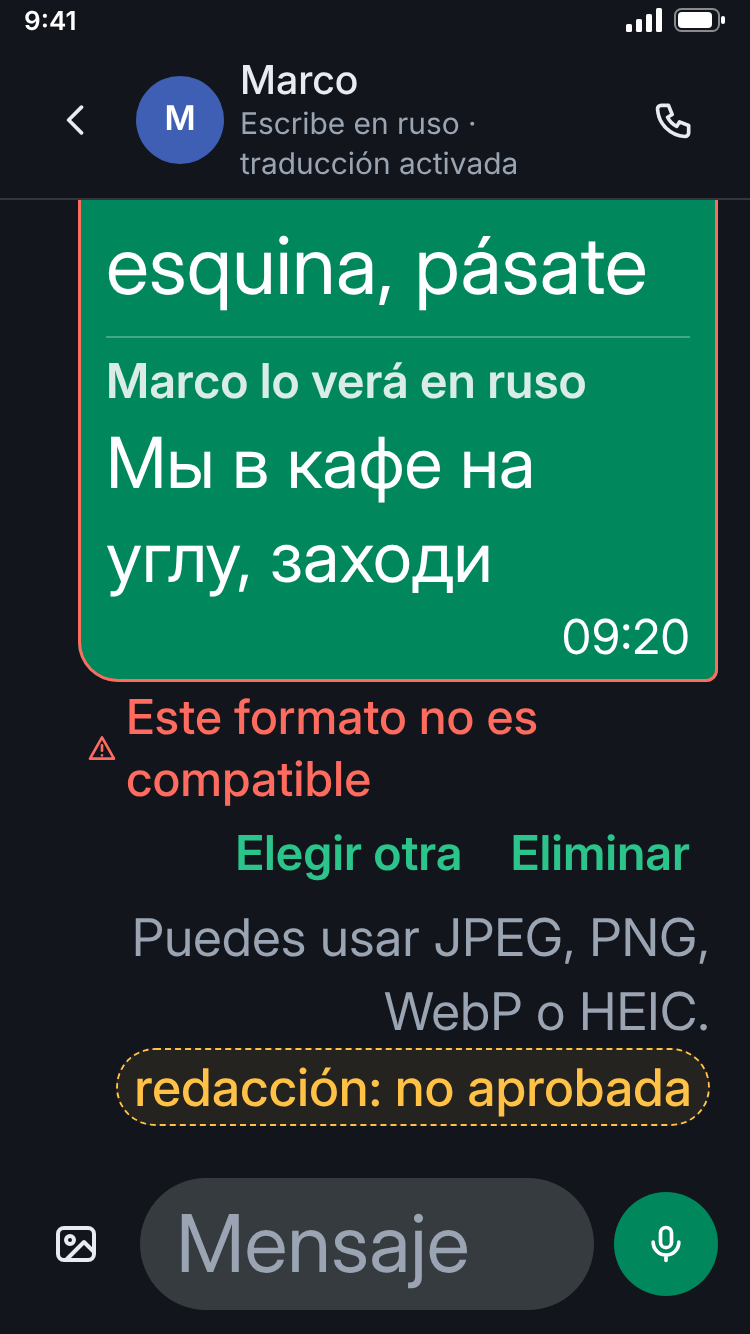 9:41
M
Marco
Escribe en ruso ·
traducción activada
esquina, pásate
Marco lo verá en ruso
Мы в кафе на
углу, заходи
09:20
Este formato no es
compatible
Elegir otra Eliminar
Puedes usar JPEG, PNG,
WebP o HEIC.
redacción: no aprobada
Mensaje